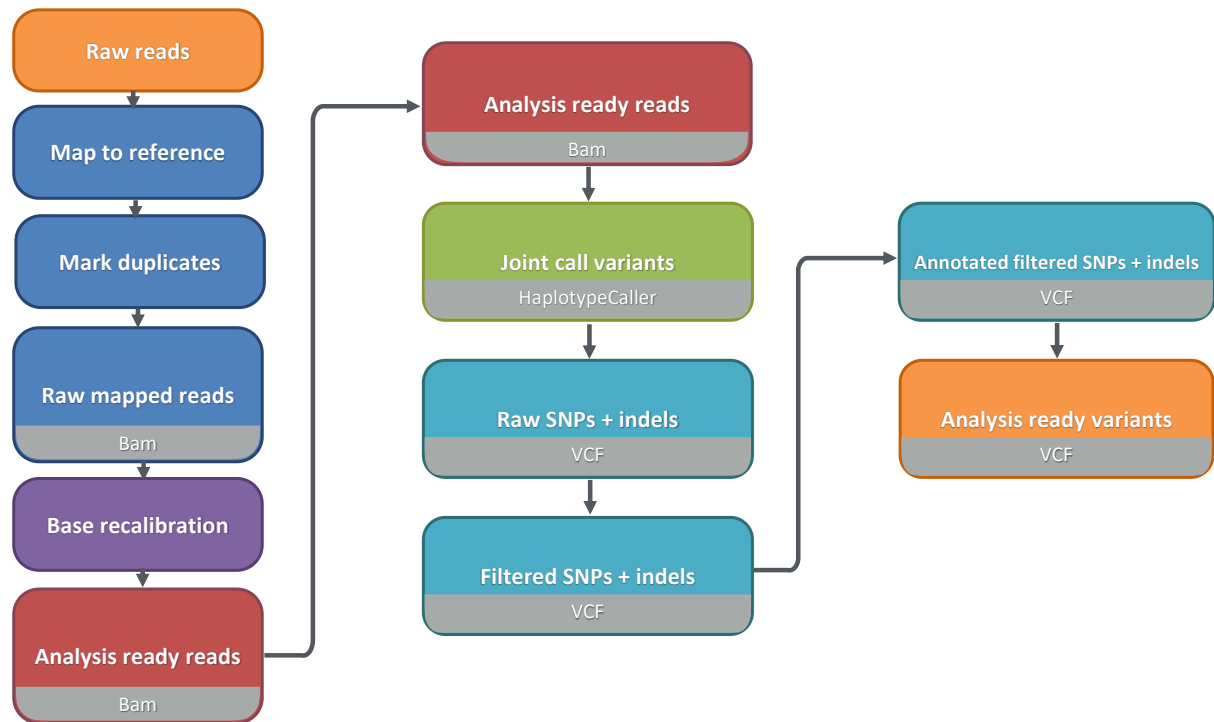 Raw reads
Map to reference
Mark duplicates
Raw mapped reads
Bam
Base recalibration
Analysis ready reads
Bam
Analysis ready reads
Bam
Joint call variants
HaplotypeCaller
Raw SNPs + indels
VCF
Filtered SNPs + indels
VCF
Annotated filtered SNPs + indels
VCF
Analysis ready variants
VCF